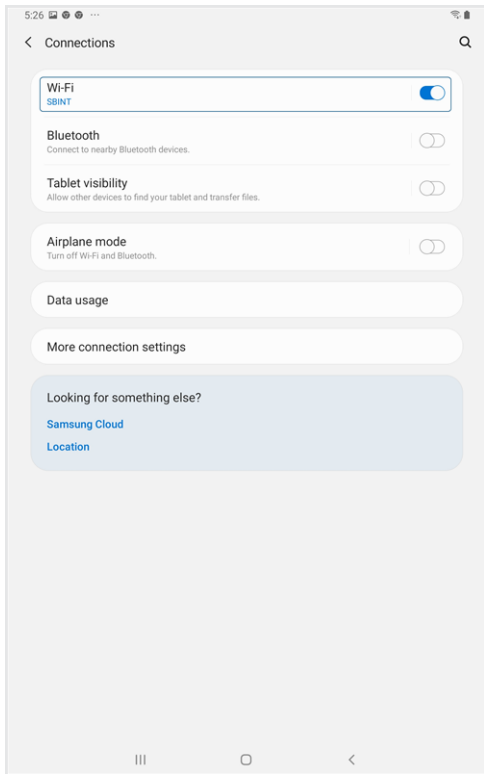 5:26
Connections
Wi-Fi
SBINT
Bluetooth
Connect to nearby Bluetooth devices.
Tablet visibility
Allow other devices to find your tablet and transfer files.
Airplane mode
Turn off Wi-Fi and Bluetooth.
Data usage
More connection settings
Looking for something else?
Samsung Cloud
Location